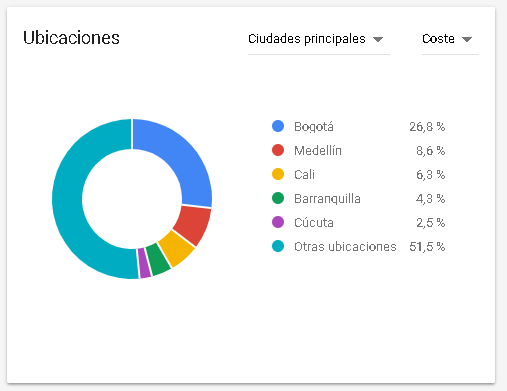 Ubicaciones
Ciudades principales
Coste
Bogotá 26,8 %
Medellín 8,6 %
Cali 6,3 %
Barranquilla 4,3 %
Cúcuta 2,5 %
Otras ubicaciones 51,5 %